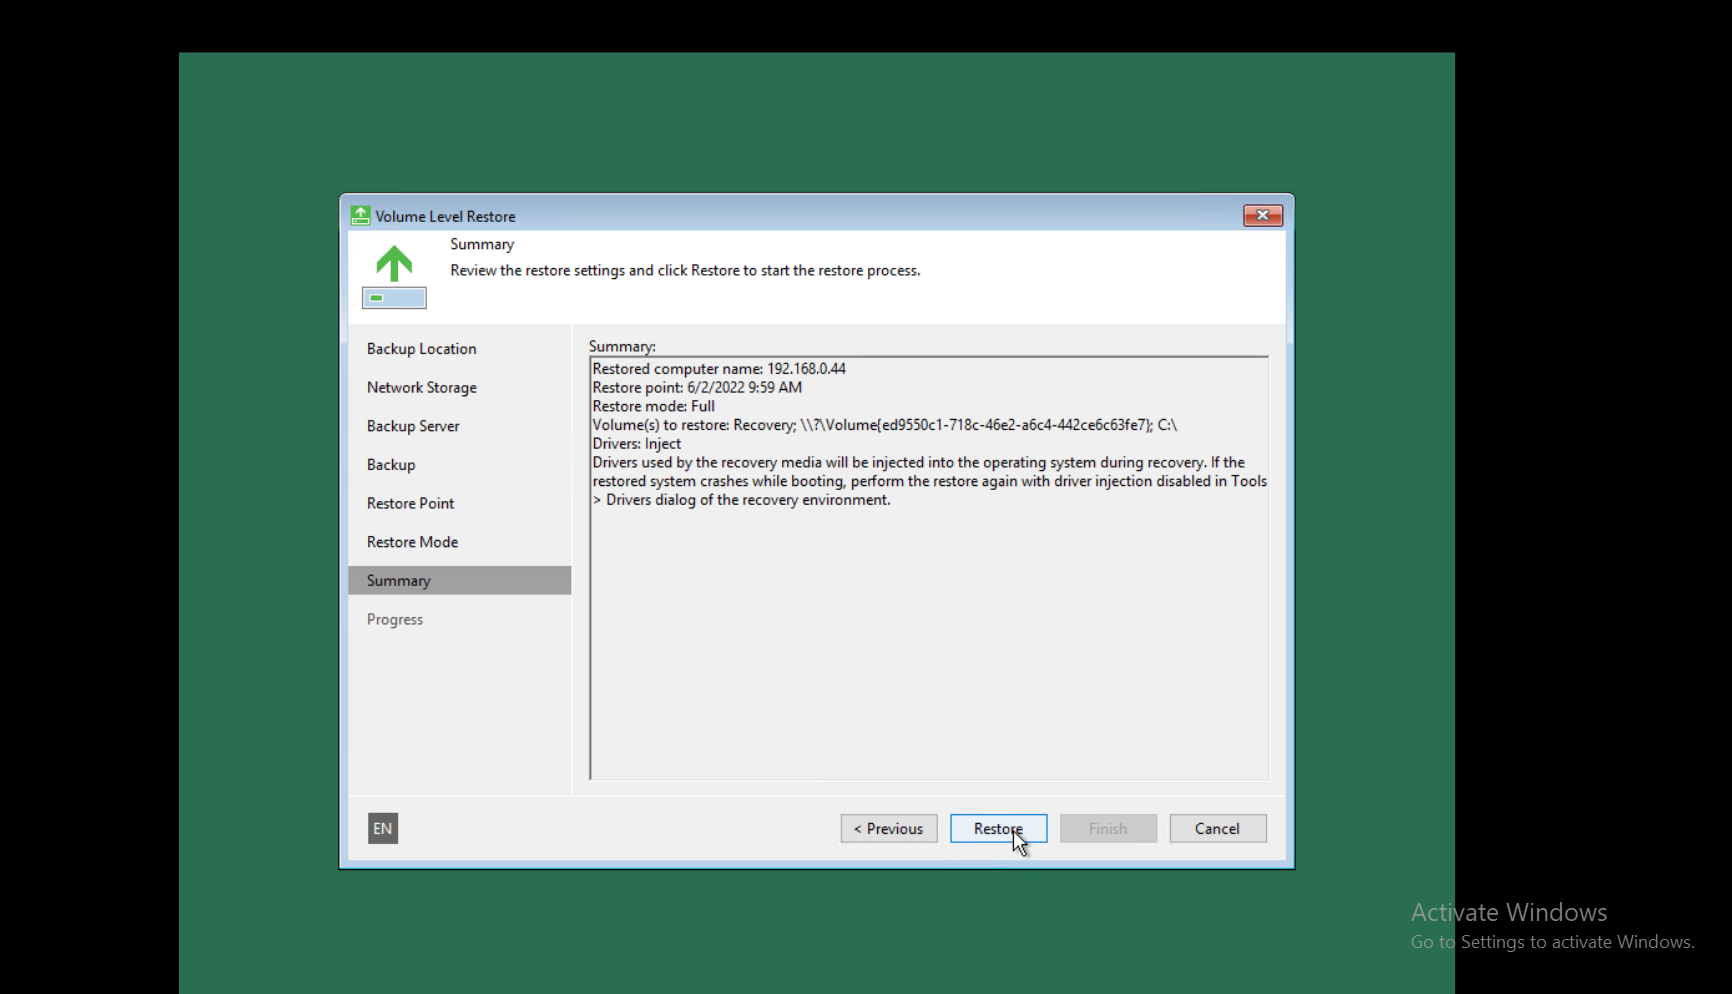 Volume Level Restore
Summary
Review the restore settings and click Restore to start the restore process.
Backup Location
Network Storage
Backup Server
Backup
Restore Point
Restore Mode
Summary
Progress
Summary:
Restored computer name: 192.168.0.44
Restore point: 6/2/2022 9:59 AM
Restore mode: Full
Volume(s) to restore: Recovery; \\?\Volume{ed9550c1-718c-46e2-a6c4-442ce6c63fe7}; C:\
Drivers: Inject
Drivers used by the recovery media will be injected into the operating system during recovery. If the
restored system crashes while booting, perform the restore again with driver injection disabled in Tools
> Drivers dialog of the recovery environment.
EN
< Previous
Restore
Finish
Cancel
Activate Windows
Go to Settings to activate Windows.